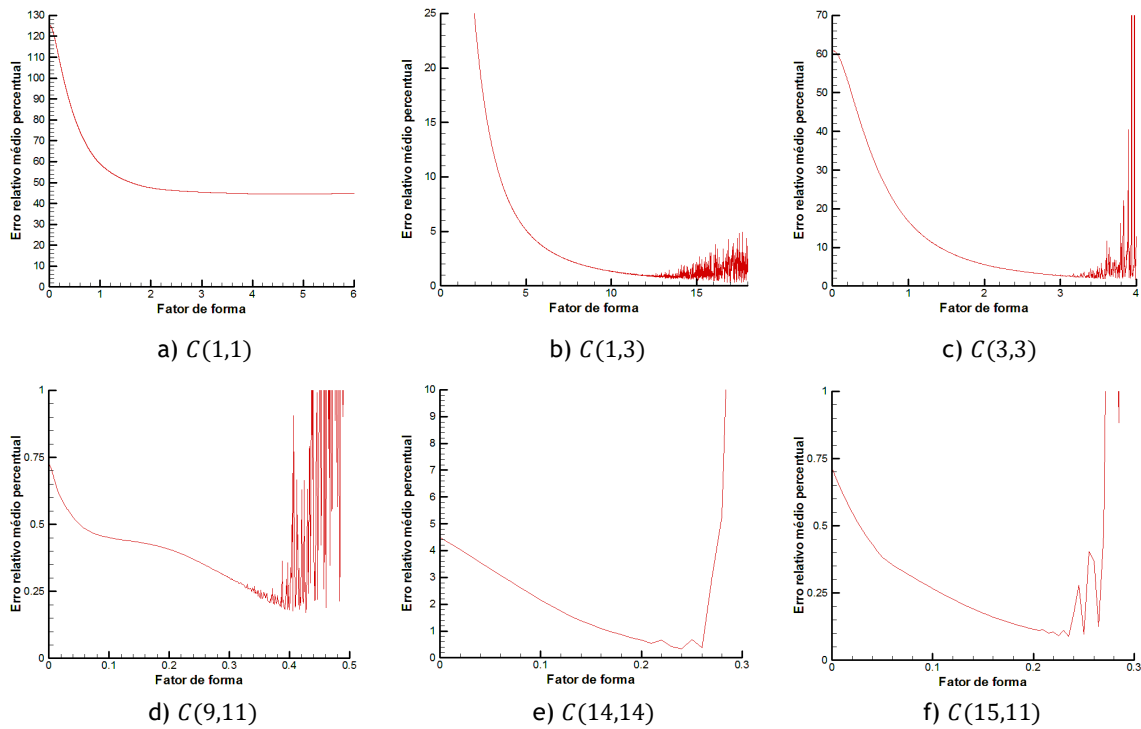 Erro relativo médio percentual
130
120
110
100
90
80
70
60
50
40
30
20
10
0
0 1 2 3 4 5 6
Fator de forma
a) C(1,1)
Erro relativo médio percentual
25
20
15
10
5
0
0 5 10 15
Fator de forma
b) C(1,3)
Erro relativo médio percentual
70
60
50
40
30
20
10
0
0 1 2 3 4
Fator de forma
c) C(3,3)
Erro relativo médio percentual
1
0.75
0.5
0.25
0
0 0.1 0.2 0.3 0.4 0.5
Fator de forma
d) C(9,11)
Erro relativo médio percentual
10
9
8
7
6
5
4
3
2
1
0
0 0.1 0.2 0.3
Fator de forma
e) C(14,14)
Erro relativo médio percentual
1
0.75
0.5
0.25
0
0 0.1 0.2 0.3
Fator de forma
f) C(15,11)